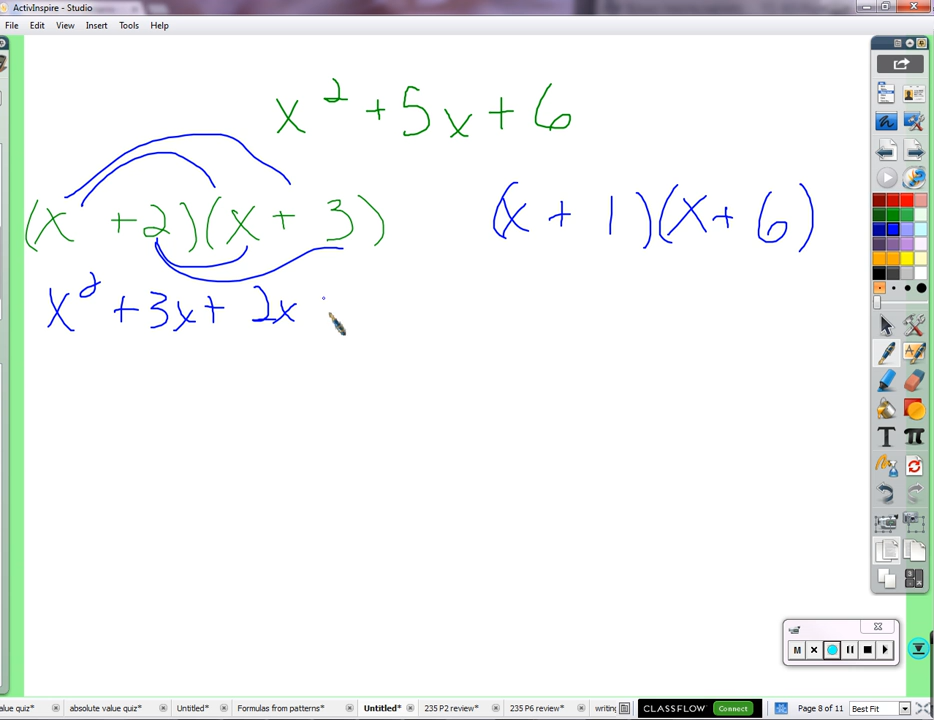 ActivInspire - Studio
File Edit View Insert Tools Help
x² + 5x + 6
(x + 2)(x + 3) (x + 1)(x + 6)
x² + 3x + 2x
T π
M
alue quiz* absolute value quiz* Untitled* Formulas from patterns* Untitled* 235 P2 review* 235 P6 review* writing CLASSFLOW Connect Page 8 of 11 Best Fit